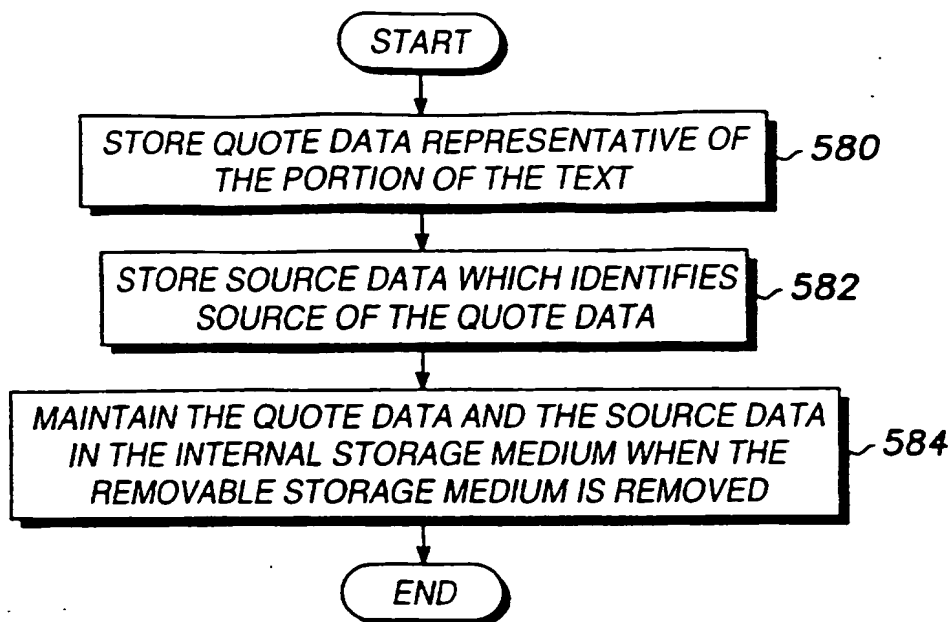 START
STORE QUOTE DATA REPRESENTATIVE OF
THE PORTION OF THE TEXT
580
STORE SOURCE DATA WHICH IDENTIFIES
SOURCE OF THE QUOTE DATA
582
MAINTAIN THE QUOTE DATA AND THE SOURCE DATA
IN THE INTERNAL STORAGE MEDIUM WHEN THE
REMOVABLE STORAGE MEDIUM IS REMOVED
584
END